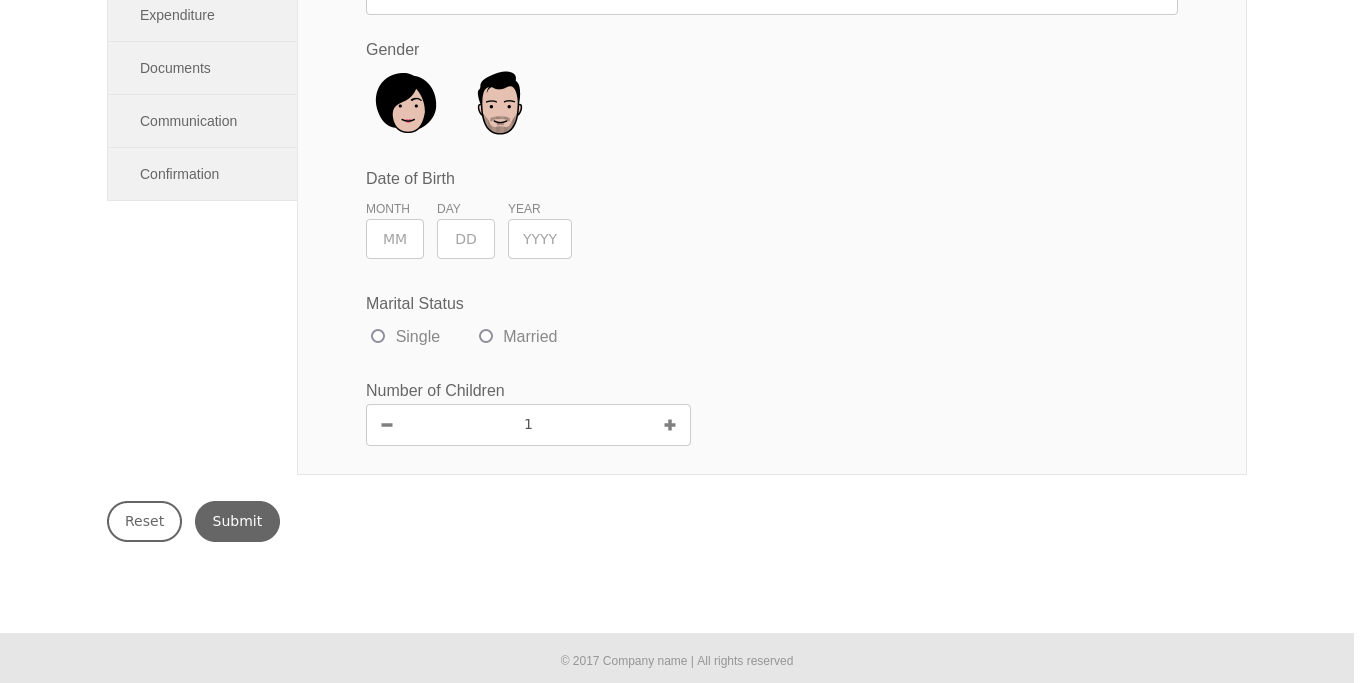 Expenditure
Documents
Communication
Confirmation
Gender
Date of Birth
MONTH DAY YEAR
MM DD YYYY
Marital Status
Single Married
Number of Children
1
Reset Submit
© 2017 Company name | All rights reserved